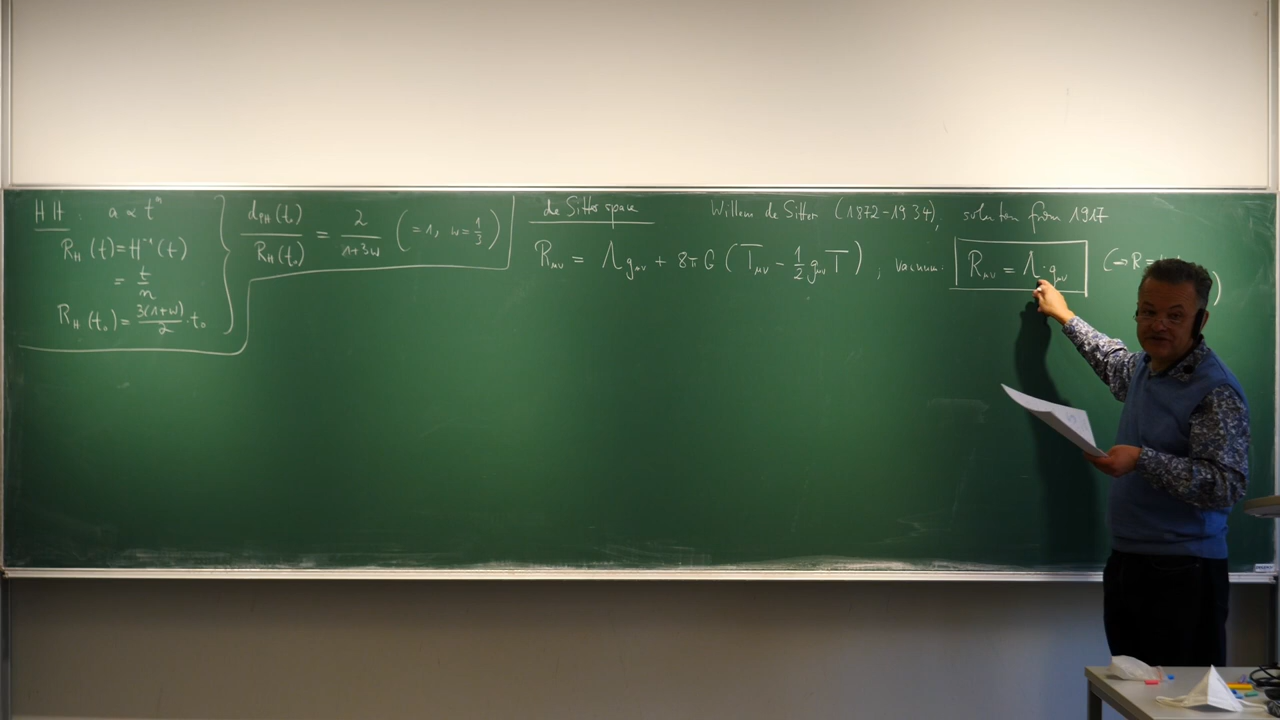 HH : a ∝ tⁿ
R_H (t) = H⁻¹(t)
= t/n
R_H (t₀) = 3(1+w)/2 · t₀
d_PH(t₀)/R_H(t₀) = 2/(1+3w) (=1, w=1/3)
de Sitter space Willem de Sitter (1872-1934), solution from 1917
R_μν = Λ g_μν + 8πG (T_μν - 1/2 g_μν T) ; vacuum: R_μν = Λ·g_μν (→ R =